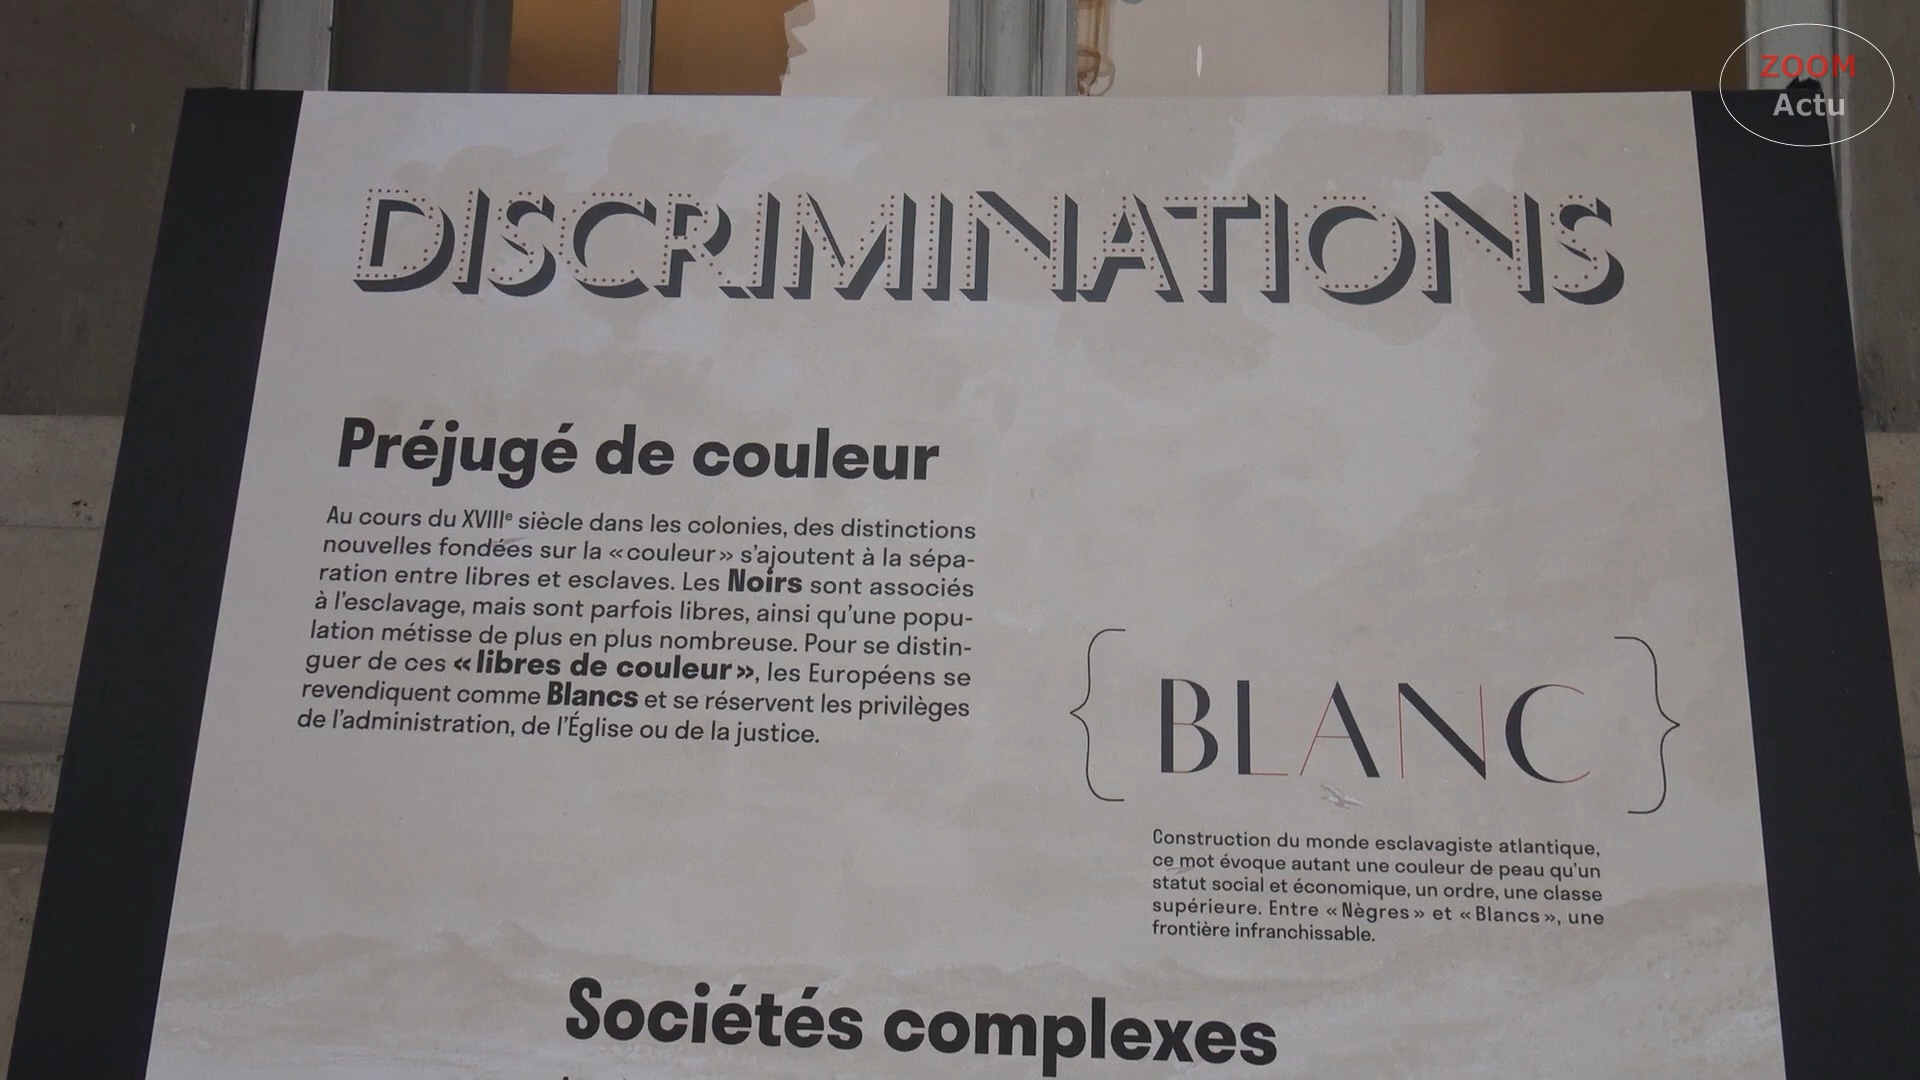 ZOOM
Actu
DISCRIMINATIONS
Préjugé de couleur
Au cours du XVIIIᵉ siècle dans les colonies, des distinctions
nouvelles fondées sur la « couleur » s'ajoutent à la sépa-
ration entre libres et esclaves. Les Noirs sont associés
à l'esclavage, mais sont parfois libres, ainsi qu'une popu-
lation métisse de plus en plus nombreuse. Pour se distin-
guer de ces « libres de couleur », les Européens se
revendiquent comme Blancs et se réservent les privilèges
de l'administration, de l'Église ou de la justice.
{ BLANC }
Construction du monde esclavagiste atlantique,
ce mot évoque autant une couleur de peau qu'un
statut social et économique, un ordre, une classe
supérieure. Entre « Nègres » et « Blancs », une
frontière infranchissable.
Sociétés complexes